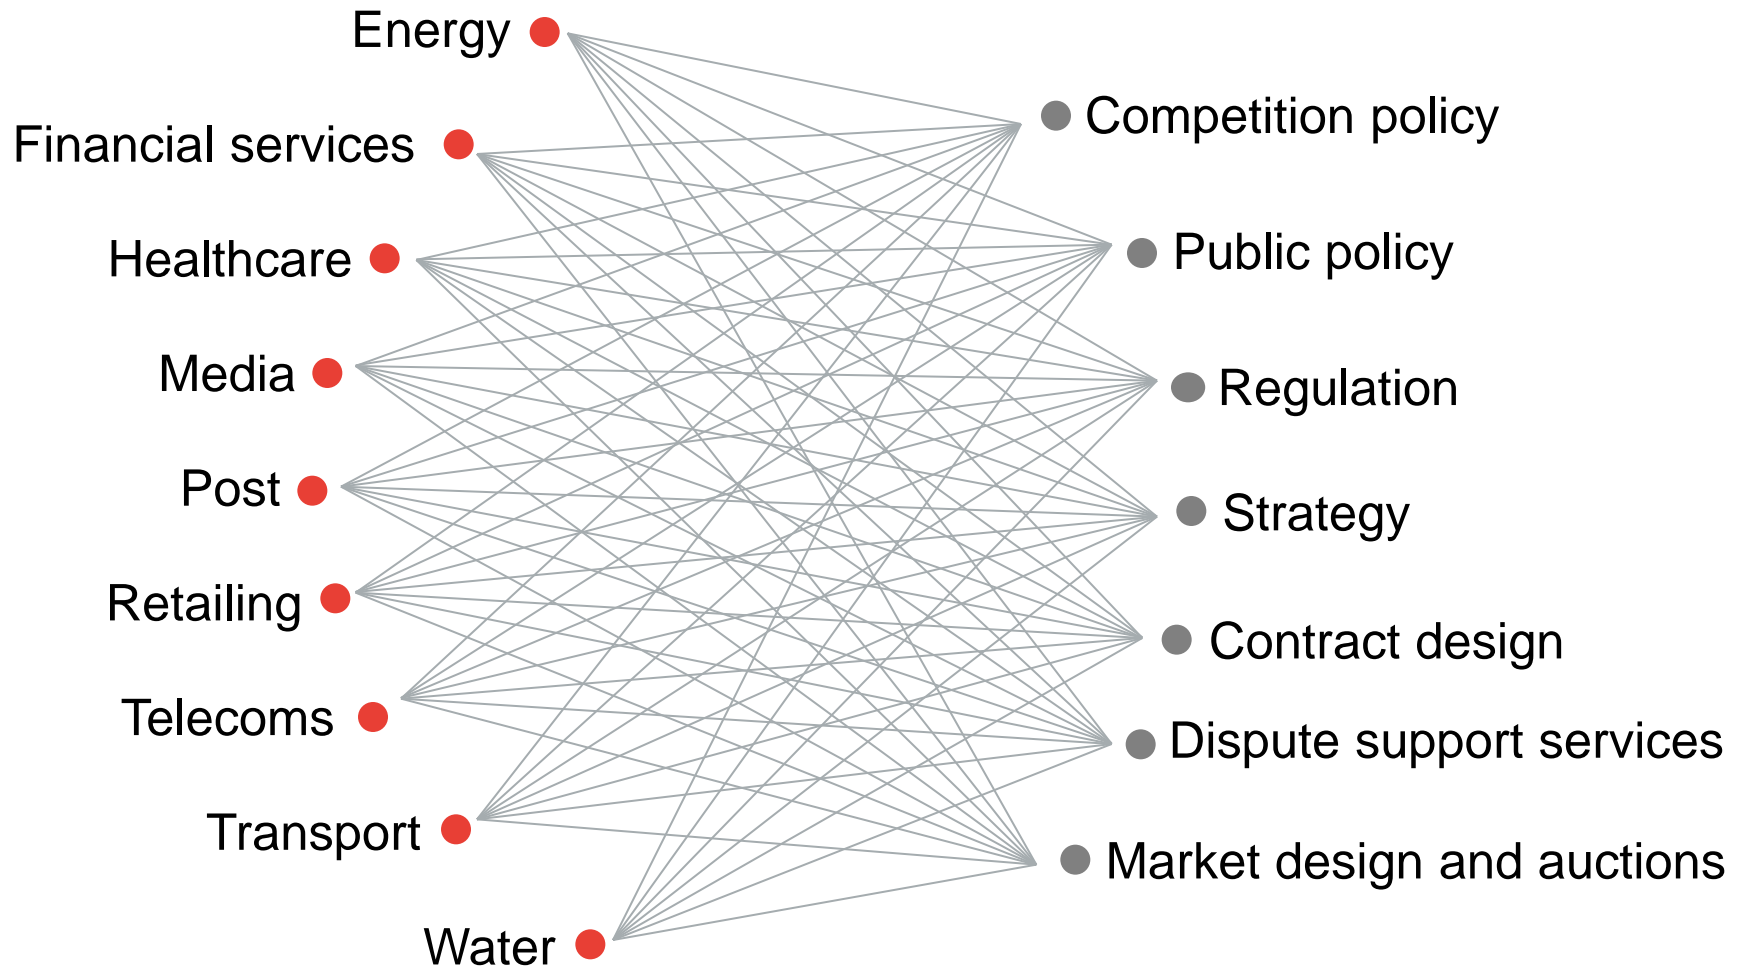 Energy
Financial services
Healthcare
Media
Post
Retailing
Telecoms
Transport
Water
Competition policy
Public policy
Regulation
Strategy
Contract design
Dispute support services
Market design and auctions